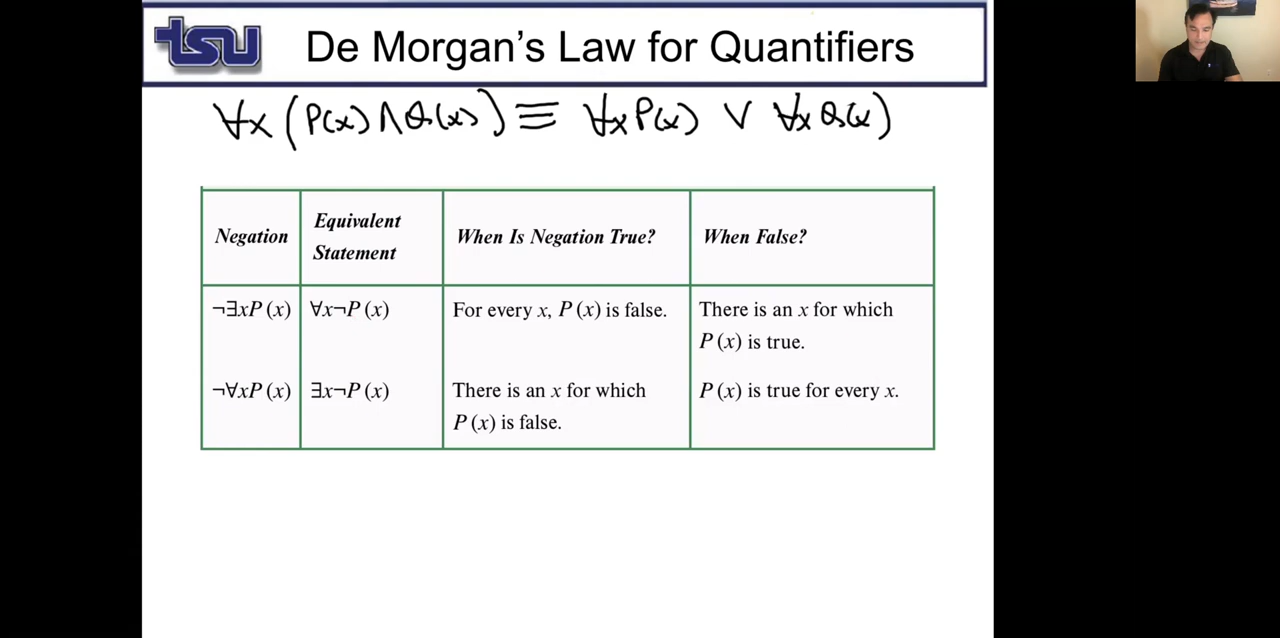 tsu De Morgan's Law for Quantifiers
∀x (P(x) ∧ Q(x)) ≡ ∀x P(x) ∨ ∀x Q(x)
Negation Equivalent Statement When Is Negation True? When False?
¬∃xP(x) ∀x¬P(x) For every x, P(x) is false. There is an x for which
P(x) is true.
¬∀xP(x) ∃x¬P(x) There is an x for which P(x) is true for every x.
P(x) is false.